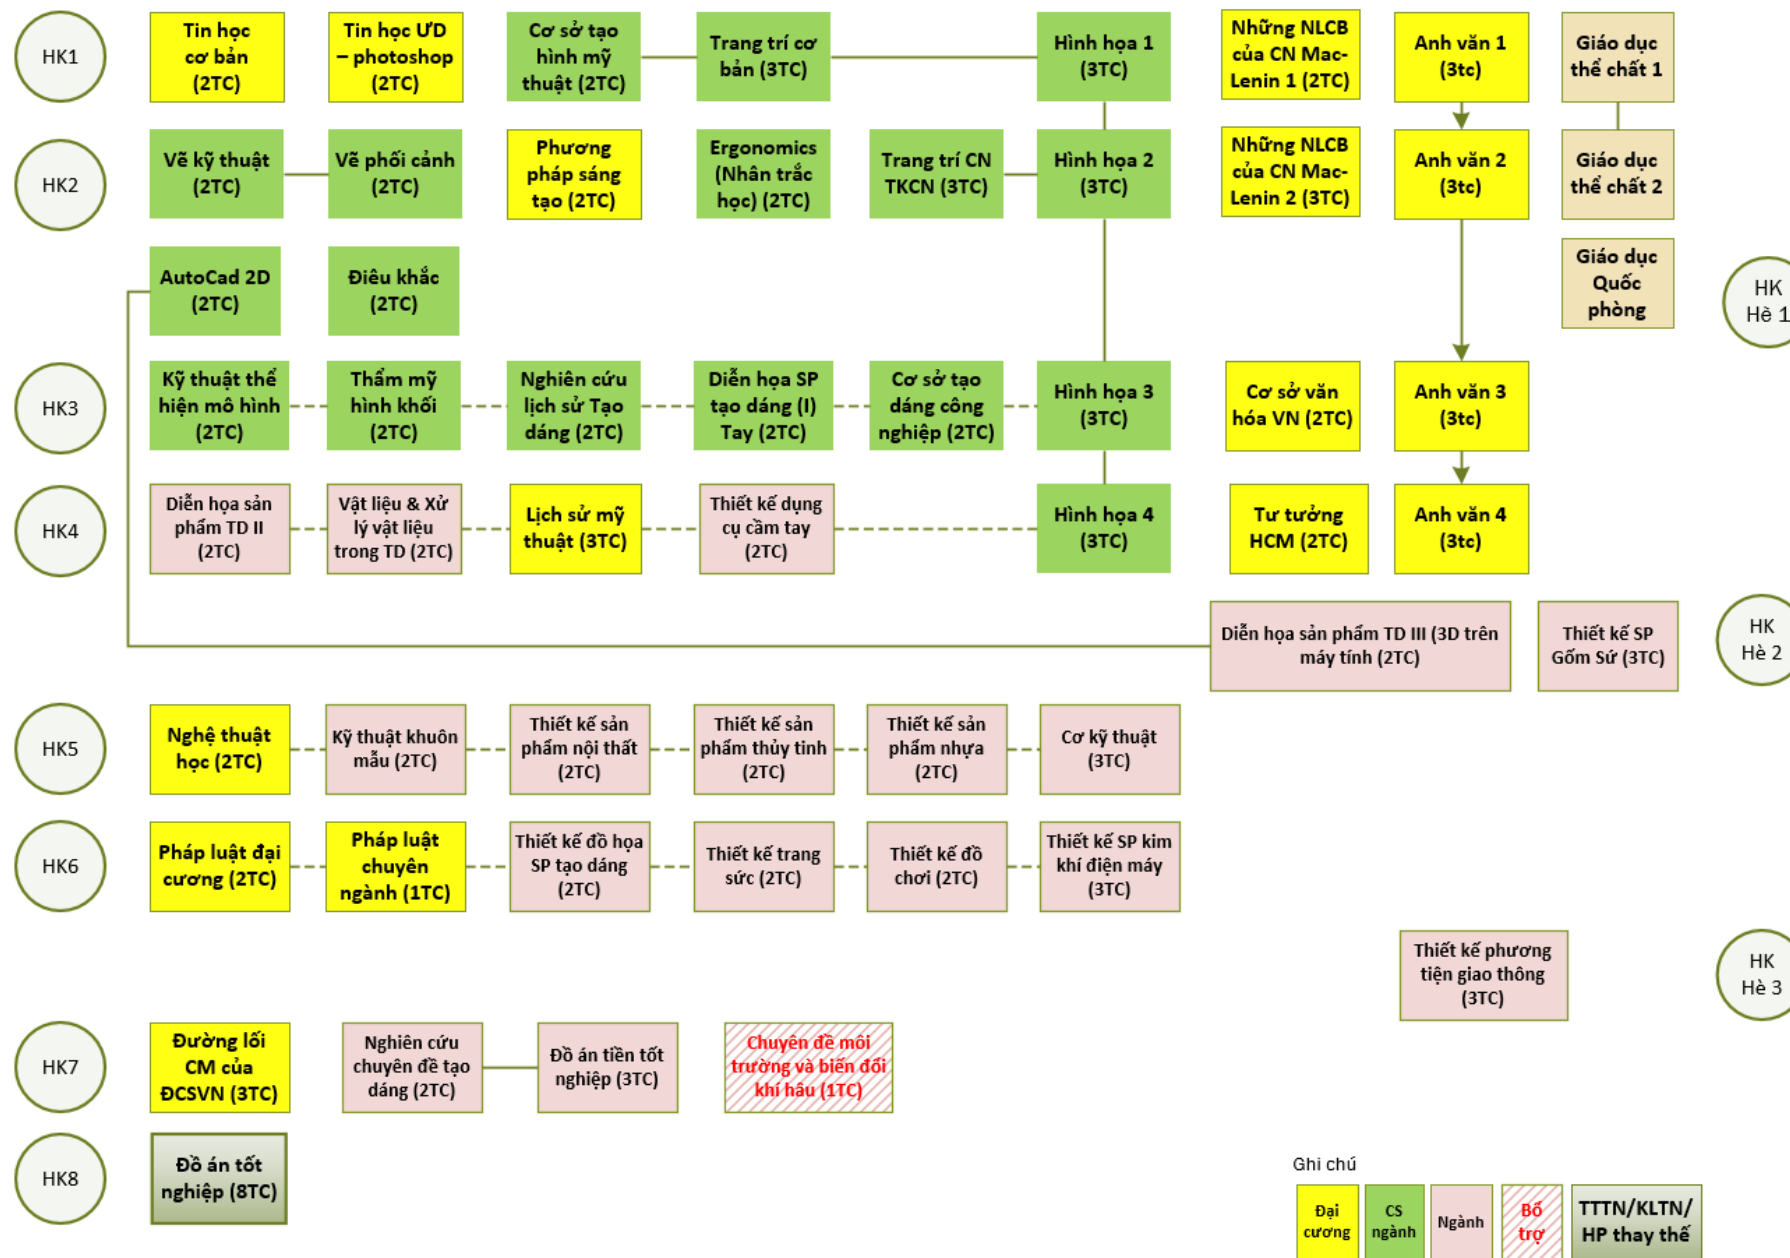 HK1
Tin học
cơ bản
(2TC)
Tin học ƯD
– photoshop
(2TC)
Cơ sở tạo
hình mỹ
thuật (2TC)
Trang trí cơ
bản (3TC)
Hình họa 1
(3TC)
Những NLCB
của CN Mac-
Lenin 1 (2TC)
Anh văn 1
(3tc)
Giáo dục
thể chất 1
HK2
Vẽ kỹ thuật
(2TC)
Vẽ phối cảnh
(2TC)
Phương
pháp sáng
tạo (2TC)
Ergonomics
(Nhân trắc
học) (2TC)
Trang trí CN
TKCN (3TC)
Hình họa 2
(3TC)
Những NLCB
của CN Mac-
Lenin 2 (3TC)
Anh văn 2
(3tc)
Giáo dục
thể chất 2
AutoCad 2D
(2TC)
Điêu khắc
(2TC)
Giáo dục
Quốc
phòng
HK
Hè 1
HK3
Kỹ thuật thể
hiện mô hình
(2TC)
Thẩm mỹ
hình khối
(2TC)
Nghiên cứu
lịch sử Tạo
dáng (2TC)
Diễn họa SP
tạo dáng (I)
Tay (2TC)
Cơ sở tạo
dáng công
nghiệp (2TC)
Hình họa 3
(3TC)
Cơ sở văn
hóa VN (2TC)
Anh văn 3
(3tc)
HK4
Diễn họa sản
phẩm TD II
(2TC)
Vật liệu & Xử
lý vật liệu
trong TD (2TC)
Lịch sử mỹ
thuật (3TC)
Thiết kế dụng
cụ cầm tay
(2TC)
Hình họa 4
(3TC)
Tư tưởng
HCM (2TC)
Anh văn 4
(3tc)
Diễn họa sản phẩm TD III (3D trên
máy tính (2TC)
Thiết kế SP
Gốm Sứ (3TC)
HK
Hè 2
HK5
Nghệ thuật
học (2TC)
Kỹ thuật khuôn
mẫu (2TC)
Thiết kế sản
phẩm nội thất
(2TC)
Thiết kế sản
phẩm thủy tinh
(2TC)
Thiết kế sản
phẩm nhựa
(2TC)
Cơ kỹ thuật
(3TC)
HK6
Pháp luật đại
cương (2TC)
Pháp luật
chuyên
ngành (1TC)
Thiết kế đồ họa
SP tạo dáng
(2TC)
Thiết kế trang
sức (2TC)
Thiết kế đồ
chơi (2TC)
Thiết kế SP kim
khí điện máy
(3TC)
Thiết kế phương
tiện giao thông
(3TC)
HK
Hè 3
HK7
Đường lối
CM của
ĐCSVN (3TC)
Nghiên cứu
chuyên đề tạo
dáng (2TC)
Đồ án tiền tốt
nghiệp (3TC)
Chuyên đề môi
trường và biến đổi
khí hâu (1TC)
HK8
Đồ án tốt
nghiệp (8TC)
Ghi chú
Đại
cương
CS
ngành
Ngành
Bổ
trợ
TTTN/KLTN/
HP thay thế